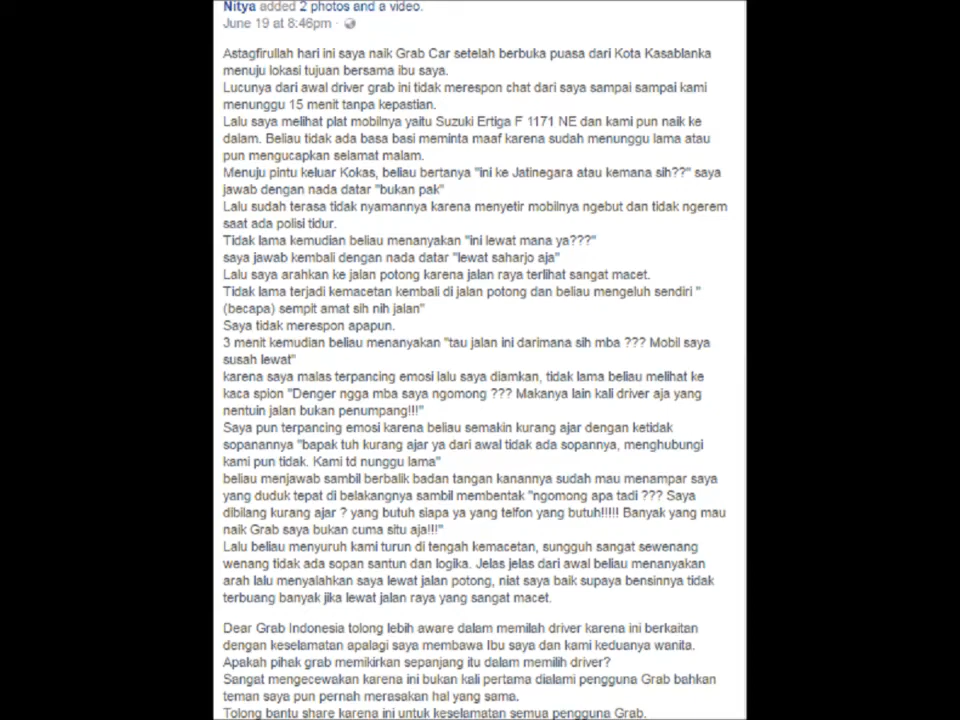 Nitya added 2 photos and a video.
June 19 at 8:46pm ·
Astagfirullah hari ini saya naik Grab Car setelah berbuka puasa dari Kota Kasablanka
menuju lokasi tujuan bersama ibu saya.
Lucunya dari awal driver grab ini tidak merespon chat dari saya sampai sampai kami
menunggu 15 menit tanpa kepastian.
Lalu saya melihat plat mobilnya yaitu Suzuki Ertiga F 1171 NE dan kami pun naik ke
dalam. Beliau tidak ada basa basi meminta maaf karena sudah menunggu lama atau
pun mengucapkan selamat malam.
Menuju pintu keluar Kokas, beliau bertanya "ini ke Jatinegara atau kemana sih??" saya
jawab dengan nada datar "bukan pak"
Lalu sudah terasa tidak nyamannya karena menyetir mobilnya ngebut dan tidak ngerem
saat ada polisi tidur.
Tidak lama kemudian beliau menanyakan "ini lewat mana ya???"
saya jawab kembali dengan nada datar "lewat saharjo aja"
Lalu saya arahkan ke jalan potong karena jalan raya terlihat sangat macet.
Tidak lama terjadi kemacetan kembali di jalan potong dan beliau mengeluh sendiri "
(becapa) sempit amat sih nih jalan"
Saya tidak merespon apapun.
3 menit kemudian beliau menanyakan "tau jalan ini darimana sih mba ??? Mobil saya
susah lewat"
karena saya malas terpancing emosi lalu saya diamkan, tidak lama beliau melihat ke
kaca spion "Denger ngga mba saya ngomong ??? Makanya lain kali driver aja yang
nentuin jalan bukan penumpang!!!"
Saya pun terpancing emosi karena beliau semakin kurang ajar dengan ketidak
sopanannya "bapak tuh kurang ajar ya dari awal tidak ada sopannya, menghubungi
kami pun tidak. Kami td nunggu lama"
beliau menjawab sambil berbalik badan tangan kanannya sudah mau menampar saya
yang duduk tepat di belakangnya sambil membentak "ngomong apa tadi ??? Saya
dibilang kurang ajar ? yang butuh siapa ya yang telfon yang butuh!!!!! Banyak yang mau
naik Grab saya bukan cuma situ aja!!!"
Lalu beliau menyuruh kami turun di tengah kemacetan, sungguh sangat sewenang
wenang tidak ada sopan santun dan logika. Jelas jelas dari awal beliau menanyakan
arah lalu menyalahkan saya lewat jalan potong, niat saya baik supaya bensinnya tidak
terbuang banyak jika lewat jalan raya yang sangat macet.
Dear Grab Indonesia tolong lebih aware dalam memilah driver karena ini berkaitan
dengan keselamatan apalagi saya membawa Ibu saya dan kami keduanya wanita.
Apakah pihak grab memikirkan sepanjang itu dalam memilih driver?
Sangat mengecewakan karena ini bukan kali pertama dialami pengguna Grab bahkan
teman saya pun pernah merasakan hal yang sama.
Tolong bantu share karena ini untuk keselamatan semua pengguna Grab.